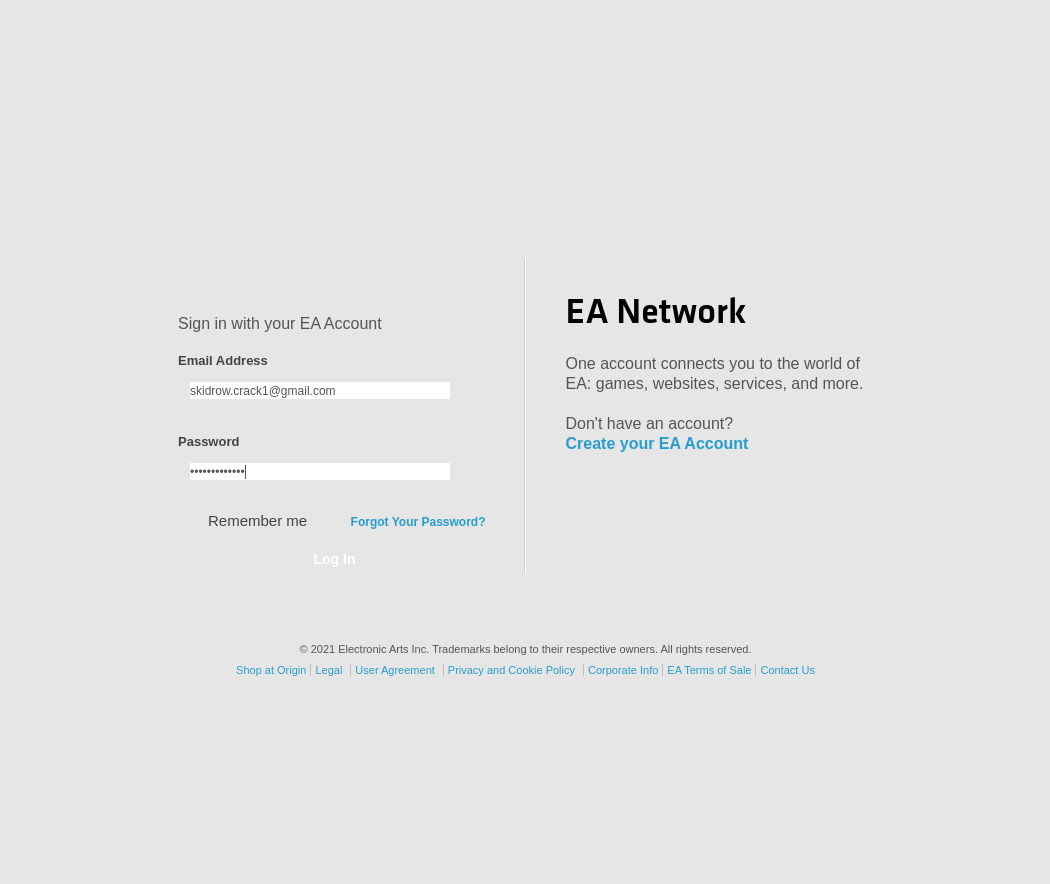 Sign in with your EA Account
Email Address
skidrow.crack1@gmail.com
Password
•••••••••••••
Remember me
Forgot Your Password?
Log In
EA Network
One account connects you to the world of
EA: games, websites, services, and more.
Don't have an account?
Create your EA Account
© 2021 Electronic Arts Inc. Trademarks belong to their respective owners. All rights reserved.
Shop at Origin Legal User Agreement Privacy and Cookie Policy Corporate Info EA Terms of Sale Contact Us